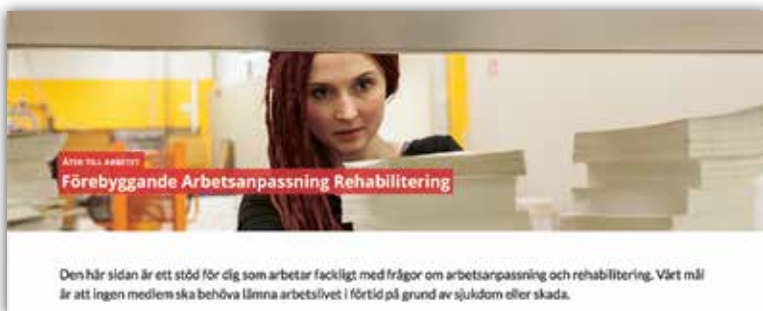 ÅTER TILL ARBETET
Förebyggande Arbetsanpassning Rehabilitering
Den här sidan är ett stöd för dig som arbetar fackligt med frågor om arbetsanpassning och rehabilitering. Vårt mål
är att ingen medlem ska behöva lämna arbetslivet i förtid på grund av sjukdom eller skada.